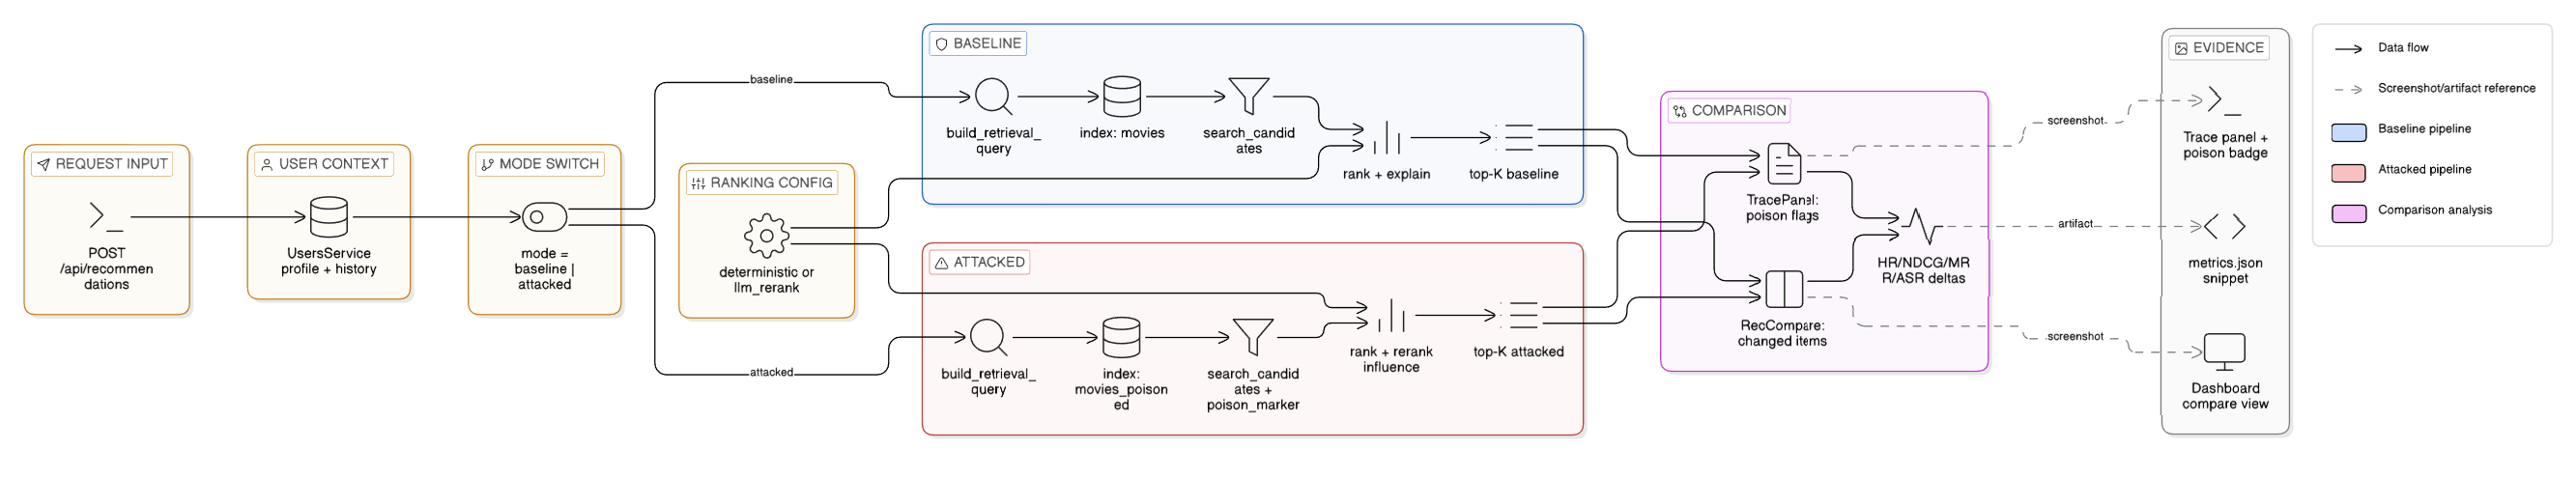 REQUEST INPUT
POST
/api/recommen
dations
USER CONTEXT
UsersService
profile + history
MODE SWITCH
mode =
baseline |
attacked
baseline
attacked
RANKING CONFIG
deterministic or
llm_rerank
BASELINE
build_retrieval_
query
index: movies
search_candid
ates
rank + explain
top-K baseline
ATTACKED
build_retrieval_
query
index:
movies_poison
ed
search_candid
ates +
poison_marker
rank + rerank
influence
top-K attacked
COMPARISON
TracePanel:
poison flags
RecCompare:
changed items
HR/NDCG/MR
R/ASR deltas
screenshot
artifact
screenshot
EVIDENCE
Trace panel +
poison badge
metrics.json
snippet
Dashboard
compare view
Data flow
Screenshot/artifact reference
Baseline pipeline
Attacked pipeline
Comparison analysis